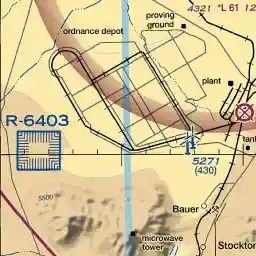 4321 *L 61 12
proving
ground
ordnance depot
plant
R-6403
tank
5271
(430)
5500
Bauer
microwave
tower
Stockton